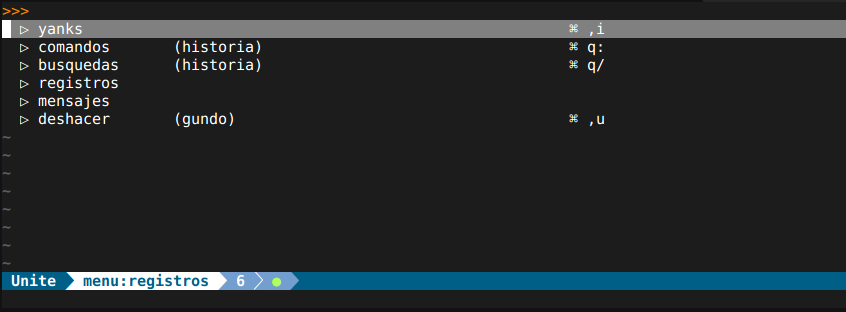 >>>
▷ yanks ⌘ ,i
▷ comandos (historia) ⌘ q:
▷ busquedas (historia) ⌘ q/
▷ registros
▷ mensajes
▷ deshacer (gundo) ⌘ ,u
~
~
~
~
~
~
~
~
Unite menu:registros 6 ●